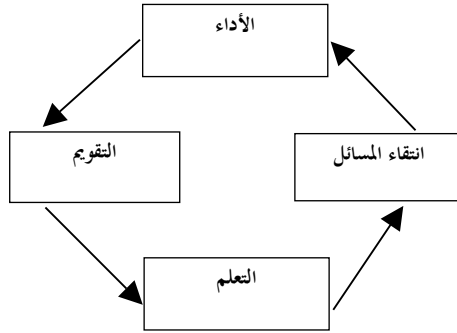 الأداء
انتقاء المسائل
التقويم
التعلم